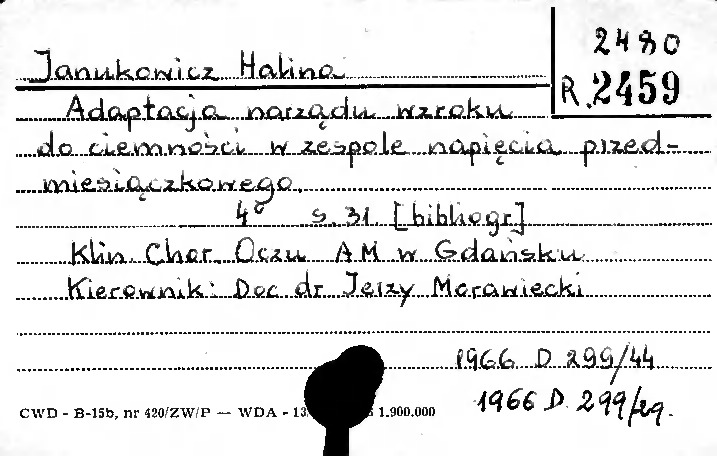 2480
R. 2459
Janukowicz Halina
Adaptacja narządu wzroku
do ciemności w zespole napięcia przed-
miesiączkowego.
4° s. 31. [bibliogr]
Klin. Chor. Oczu AM w Gdańsku
Kierownik: Doc dr Jerzy Morawiecki
1966 D 299/44
1966 D. 299/29.
CWD - B-15b, nr 420/ZW/P — WDA - 1.900.000